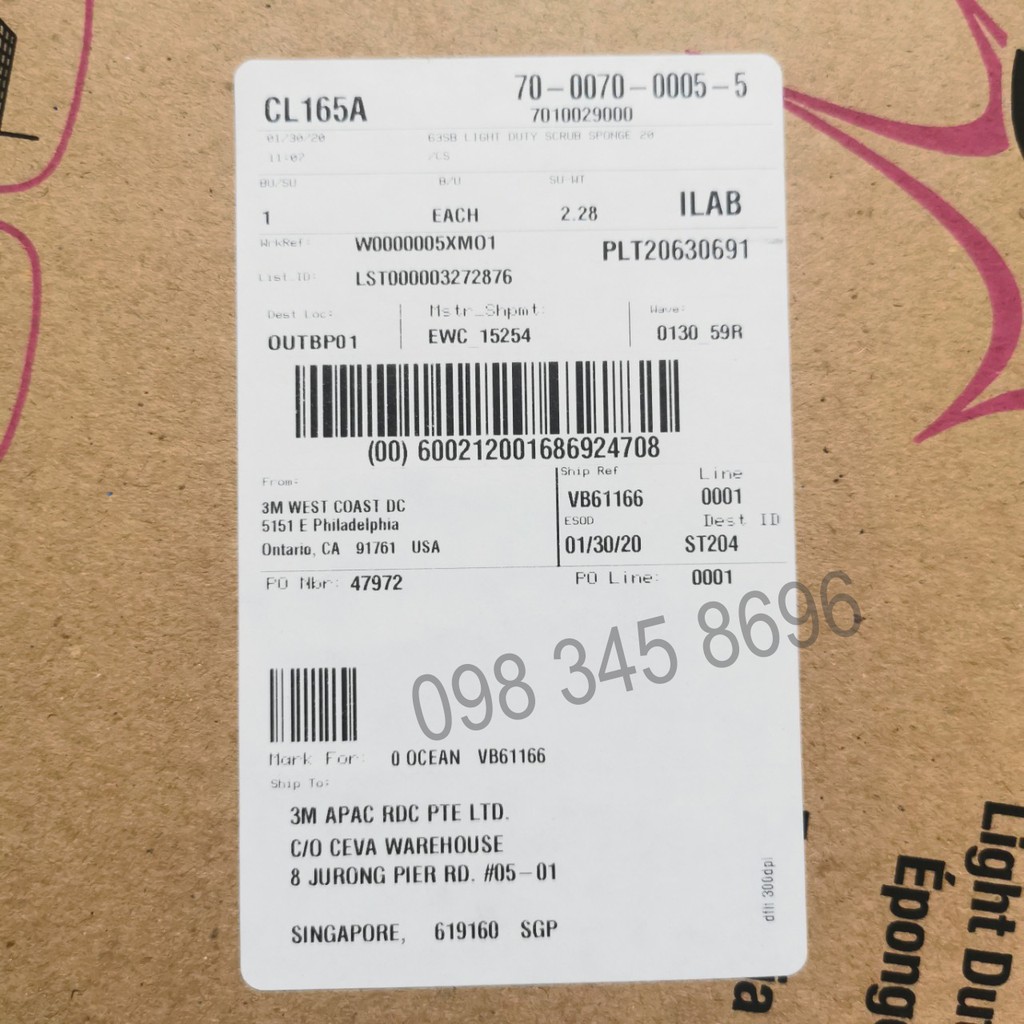 CL165A 70-0070-0005-5
7010029000
01/30/20 63SB LIGHT DUTY SCRUB SPONGE 20
11:07 /CS
BU/SU B/U SU WT
1 EACH 2.28 ILAB
WrkRef: W0000005XMO1 PLT20630691
List ID: LST000003272876
Dest Loc: Mstr_Shpmt: Wave:
OUTBP01 EWC 15254 0130 59R
(00) 600212001686924708
From: Ship Ref Line
3M WEST COAST DC VB61166 0001
5151 E Philadelphia ESOD Dest ID
Ontario, CA 91761 USA 01/30/20 ST204
PO Nbr: 47972 PO Line: 0001
098 345 8696
Mark For: 0 OCEAN VB61166
Ship To:
3M APAC RDC PTE LTD.
C/O CEVA WAREHOUSE
8 JURONG PIER RD. #05-01
SINGAPORE, 619160 SGP
300dpi
Light Du
Épong
ia